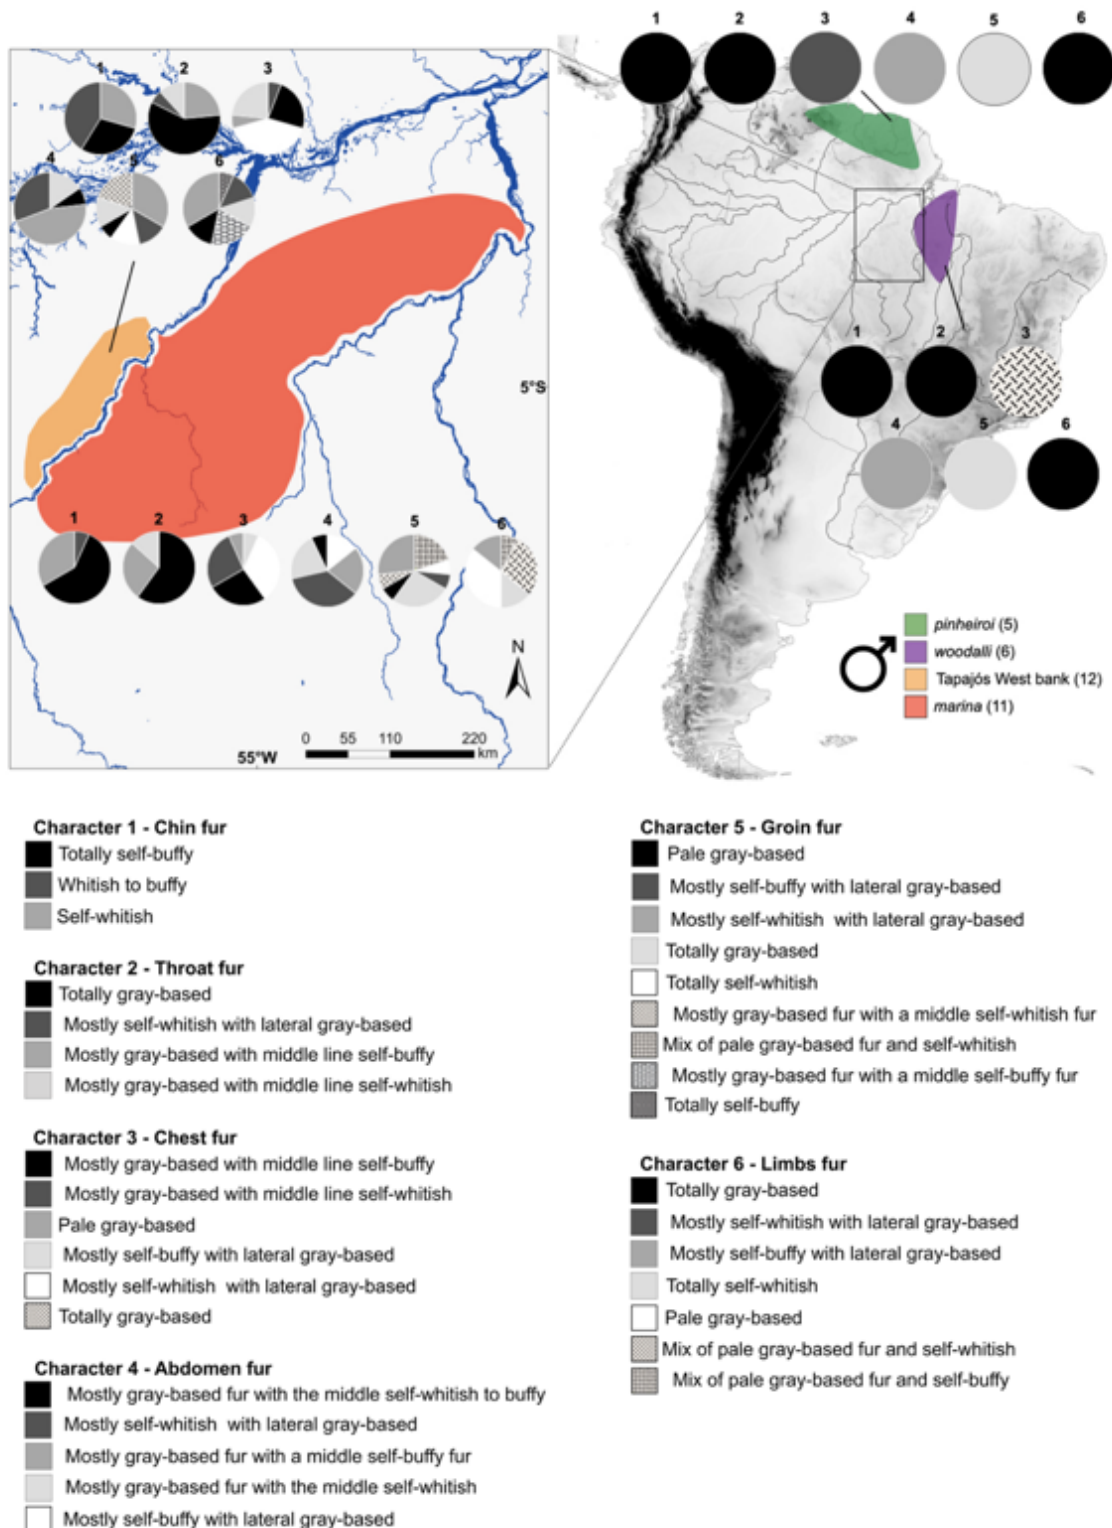 1 2 3 4 5 6
1 2 3
4 5 6
5°S
1 2 3
4 5 6
1 2 3 4 5 6
N
0 55 110 220
km
55°W
pinheiroi (5)
woodalli (6)
Tapajós West bank (12)
marina (11)
Character 1 - Chin fur
Totally self-buffy
Whitish to buffy
Self-whitish
Character 2 - Throat fur
Totally gray-based
Mostly self-whitish with lateral gray-based
Mostly gray-based with middle line self-buffy
Mostly gray-based with middle line self-whitish
Character 3 - Chest fur
Mostly gray-based with middle line self-buffy
Mostly gray-based with middle line self-whitish
Pale gray-based
Mostly self-buffy with lateral gray-based
Mostly self-whitish with lateral gray-based
Totally gray-based
Character 4 - Abdomen fur
Mostly gray-based fur with the middle self-whitish to buffy
Mostly self-whitish with lateral gray-based
Mostly gray-based fur with a middle self-buffy fur
Mostly gray-based fur with the middle self-whitish
Mostly self-buffy with lateral gray-based
Character 5 - Groin fur
Pale gray-based
Mostly self-buffy with lateral gray-based
Mostly self-whitish with lateral gray-based
Totally gray-based
Totally self-whitish
Mostly gray-based fur with a middle self-whitish fur
Mix of pale gray-based fur and self-whitish
Mostly gray-based fur with a middle self-buffy fur
Totally self-buffy
Character 6 - Limbs fur
Totally gray-based
Mostly self-whitish with lateral gray-based
Mostly self-buffy with lateral gray-based
Totally self-whitish
Pale gray-based
Mix of pale gray-based fur and self-whitish
Mix of pale gray-based fur and self-buffy